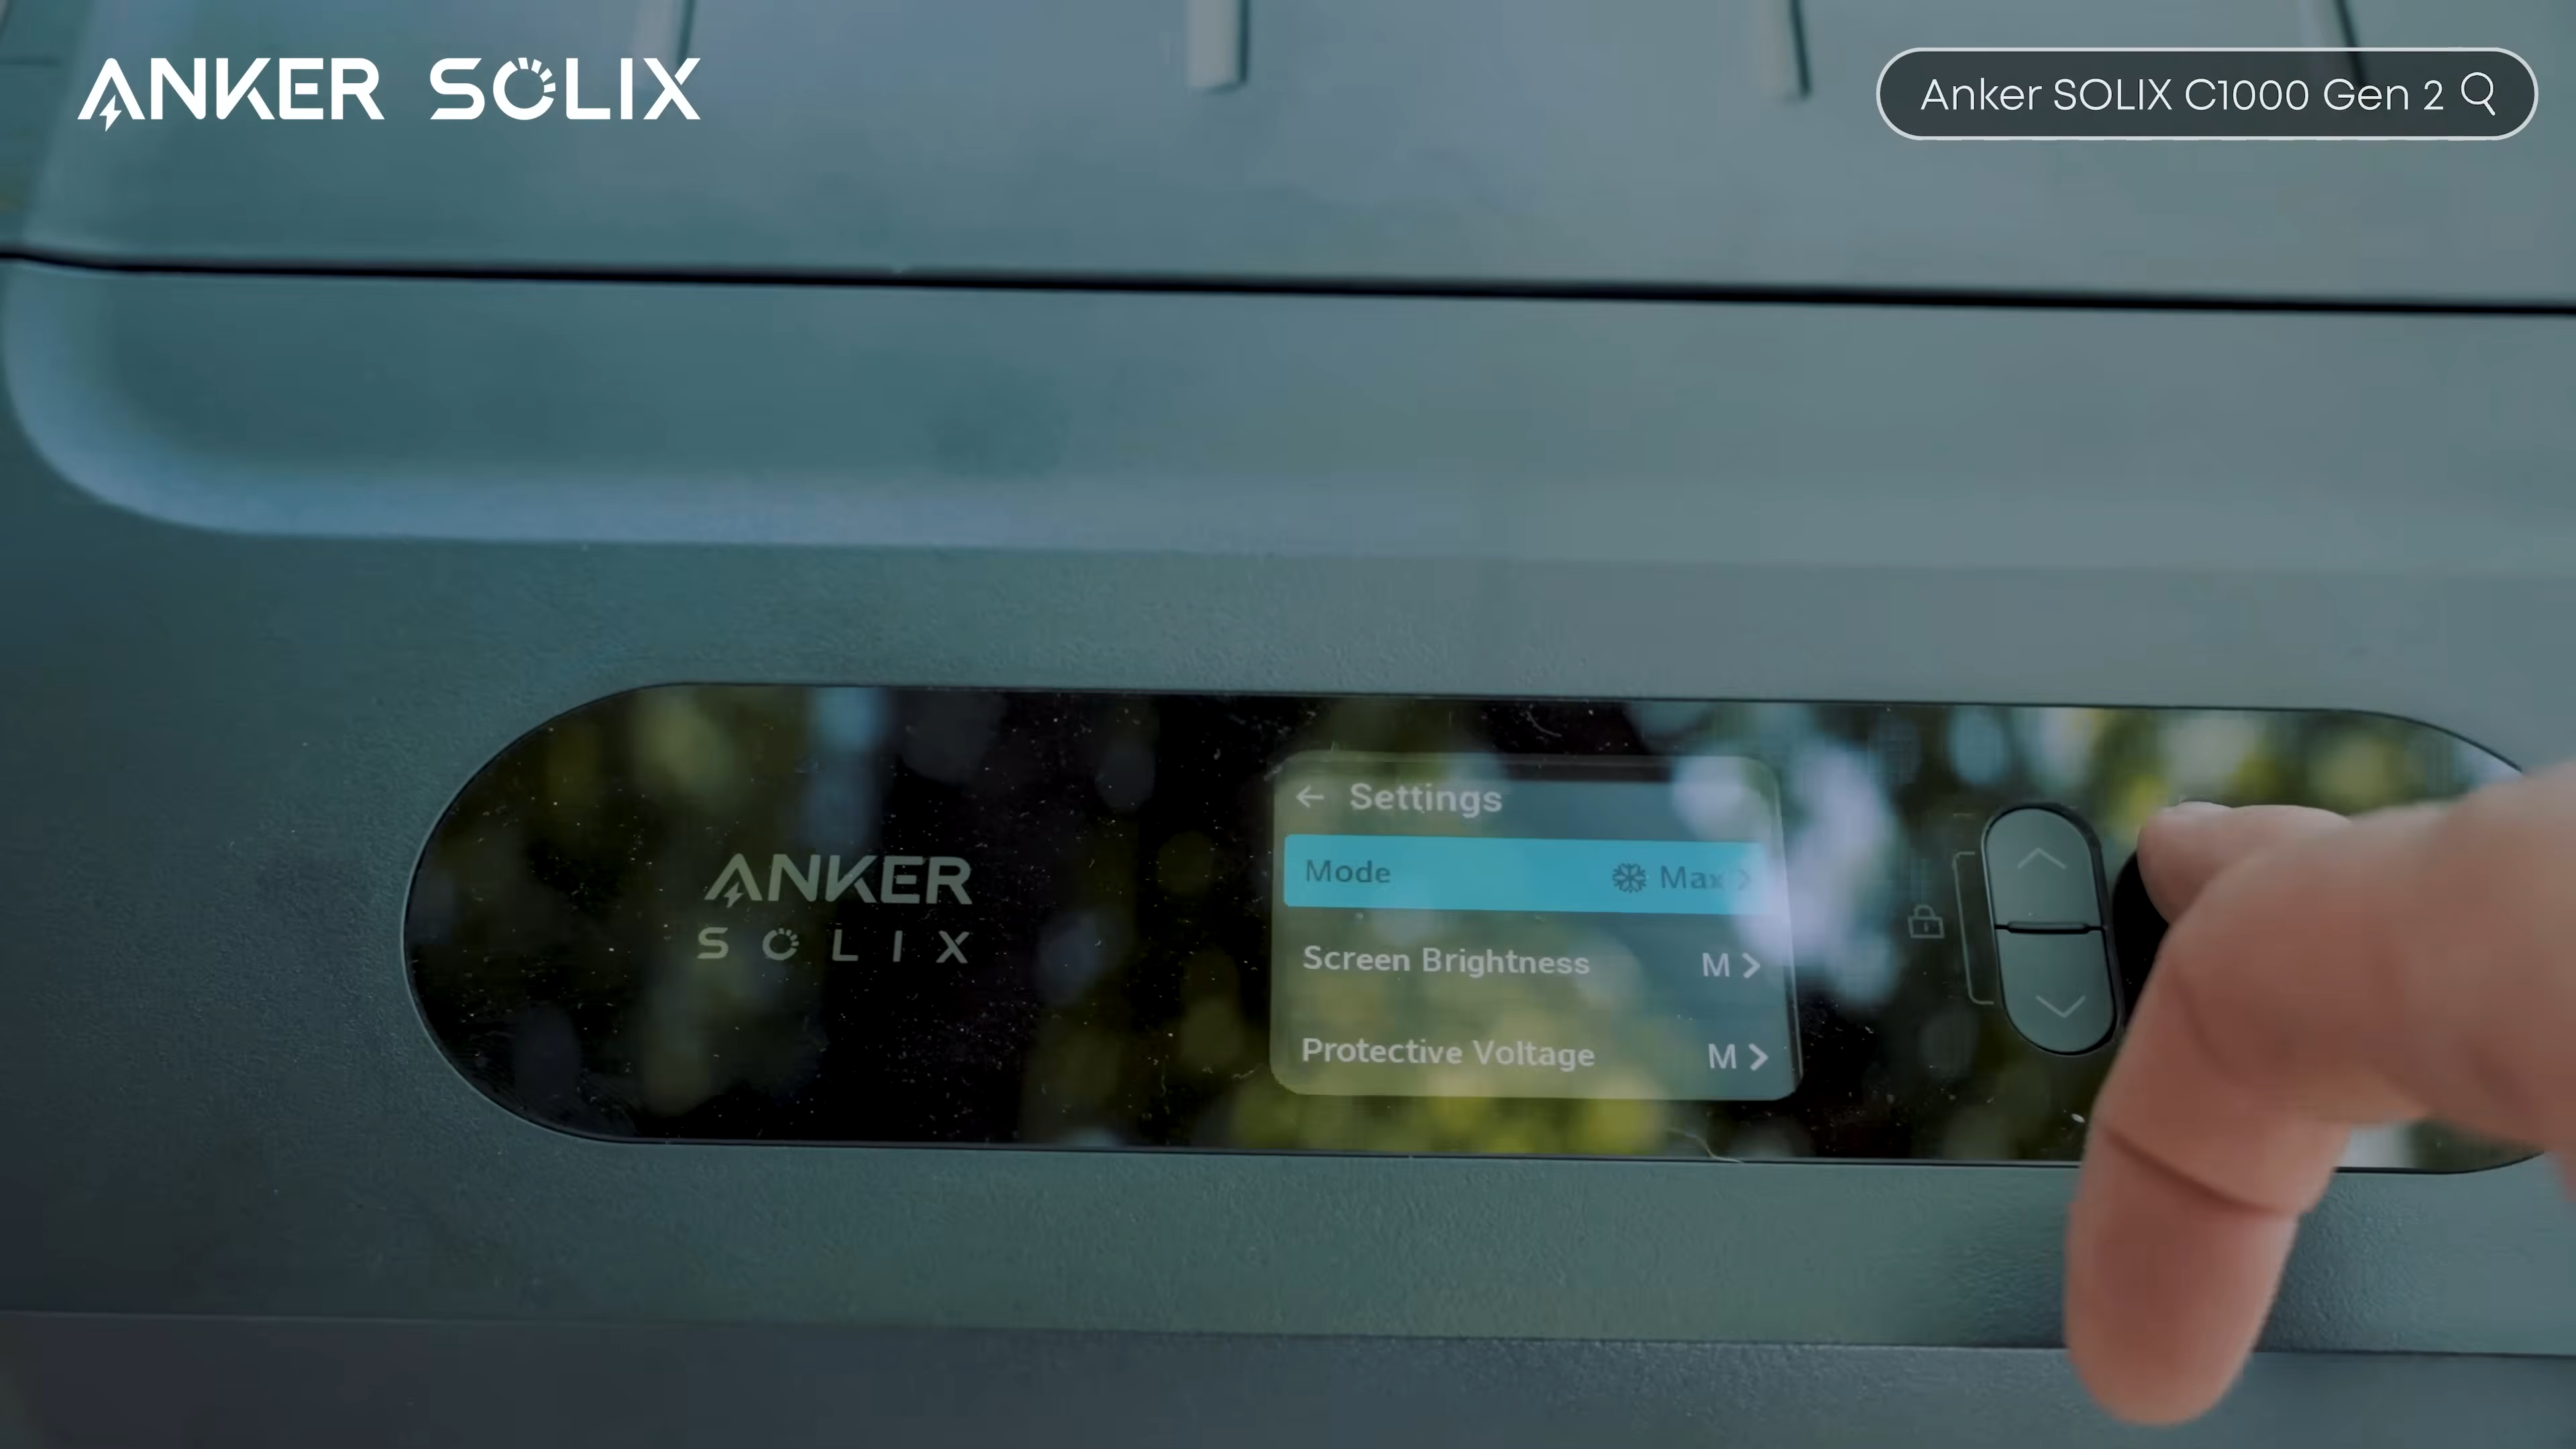 ANKER SOLIX
Anker SOLIX C1000 Gen 2
Settings
Mode Max
Screen Brightness M
Protective Voltage M
ANKER
SOLIX